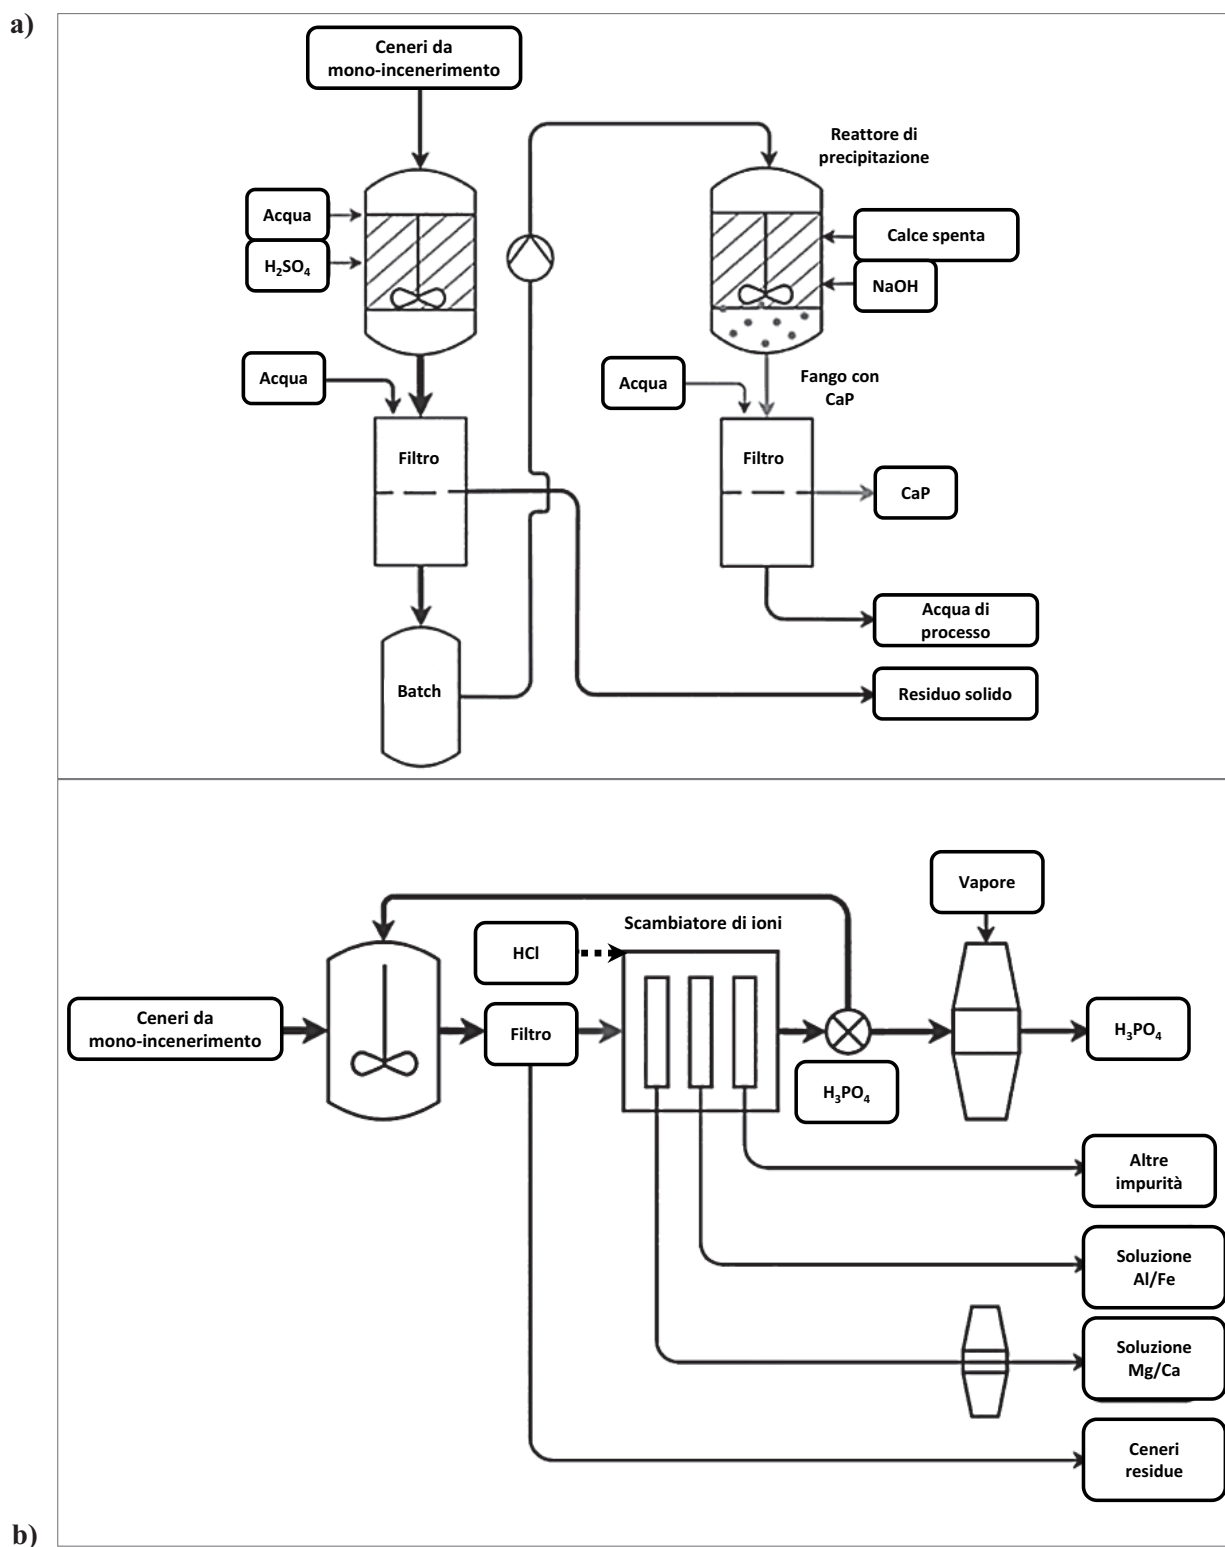 a)
Ceneri da
mono-incenerimento
Reattore di
precipitazione
Acqua
H₂SO₄
Calce spenta
NaOH
Acqua
Acqua
Fango con
CaP
Filtro
Filtro
CaP
Acqua di
processo
Batch
Residuo solido
Vapore
Scambiatore di ioni
HCl
Ceneri da
mono-incenerimento
Filtro
H₃PO₄
H₃PO₄
Altre
impurità
Soluzione
Al/Fe
Soluzione
Mg/Ca
Ceneri
residue
b)